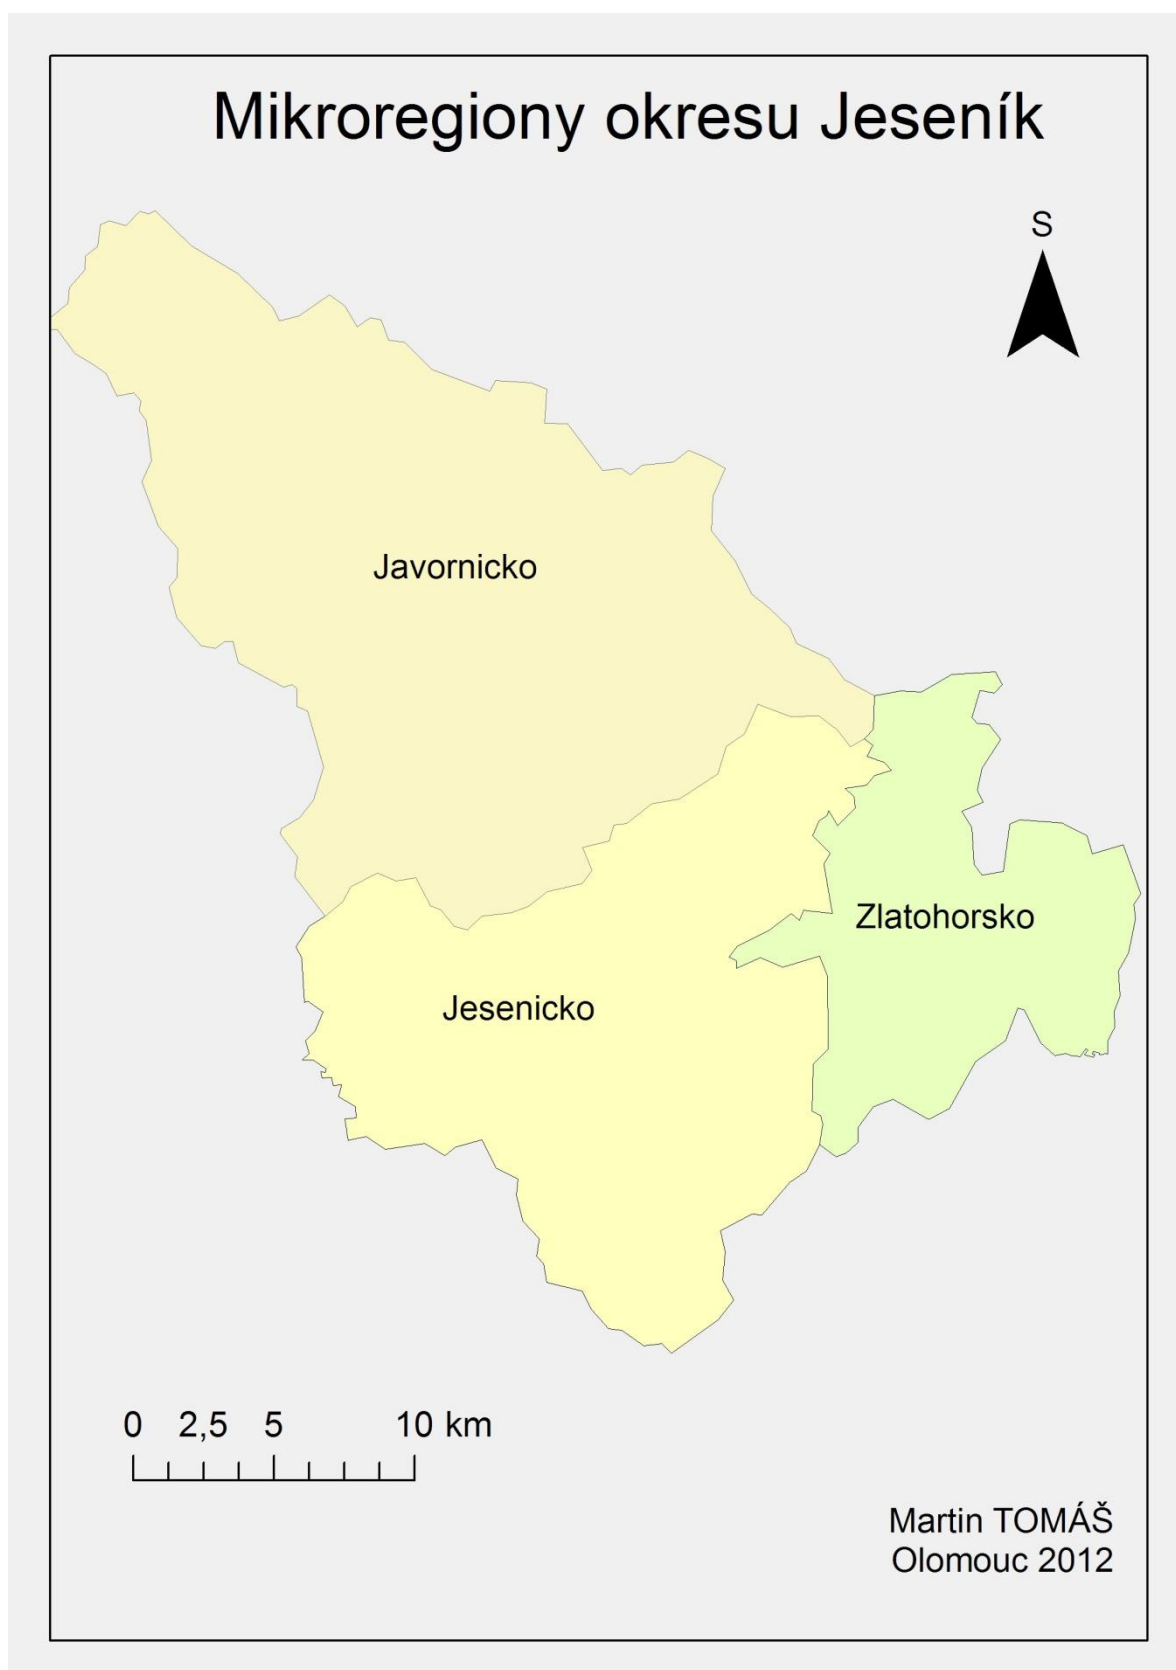 Mikroregiony okresu Jeseník
S
Javornicko
Zlatohorsko
Jesenicko
0 2,5 5 10 km
Martin TOMÁŠ
Olomouc 2012